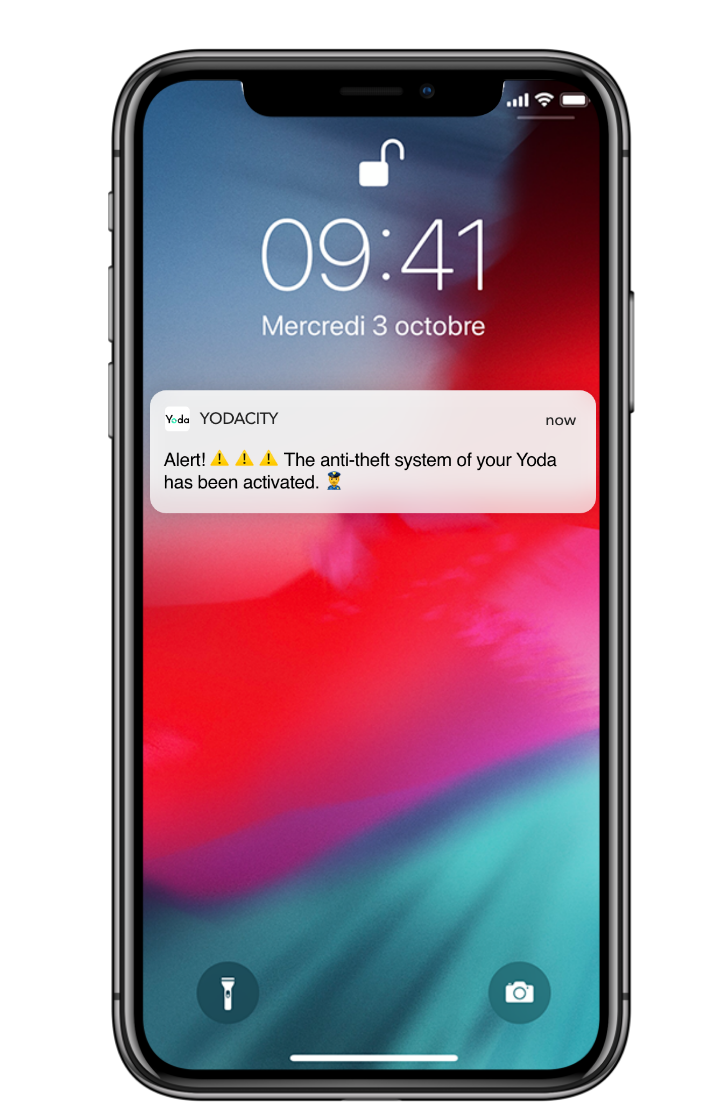 09:41
Mercredi 3 octobre
Yoda YODACITY now
Alert! ⚠️ ⚠️ ⚠️ The anti-theft system of your Yoda
has been activated. 👮